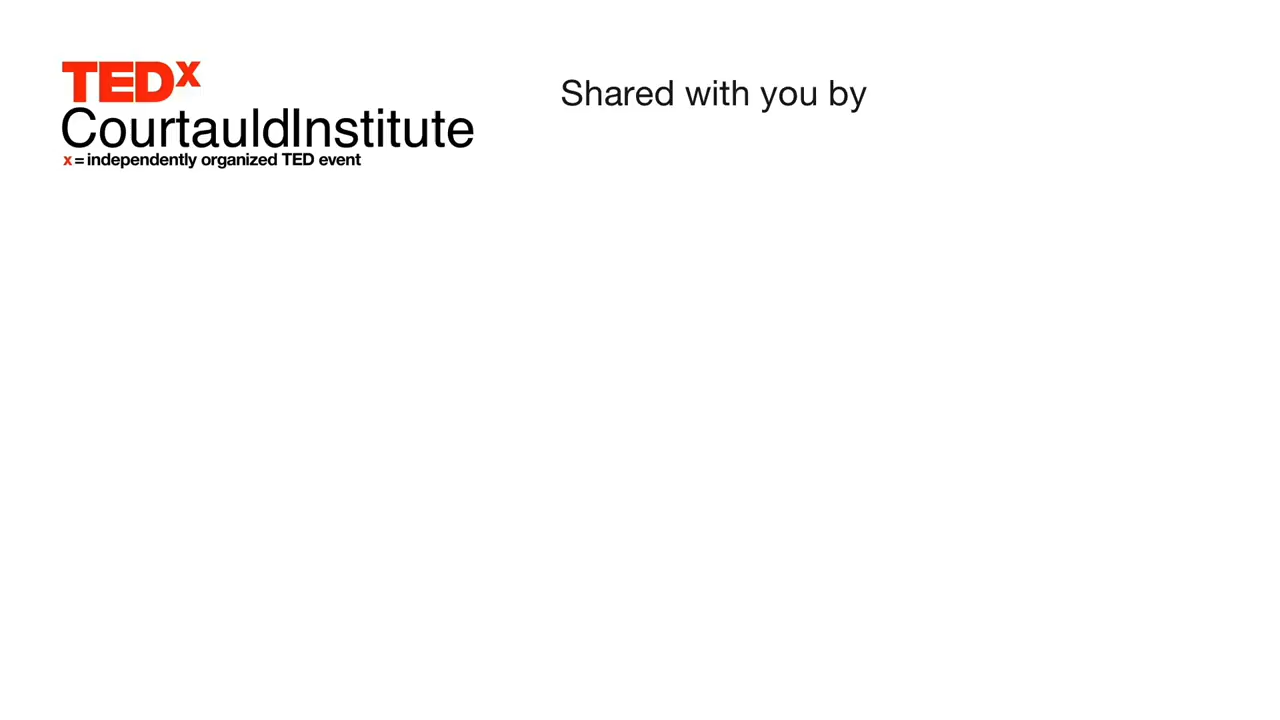 TEDx
CourtauldInstitute
x = independently organized TED event
Shared with you by